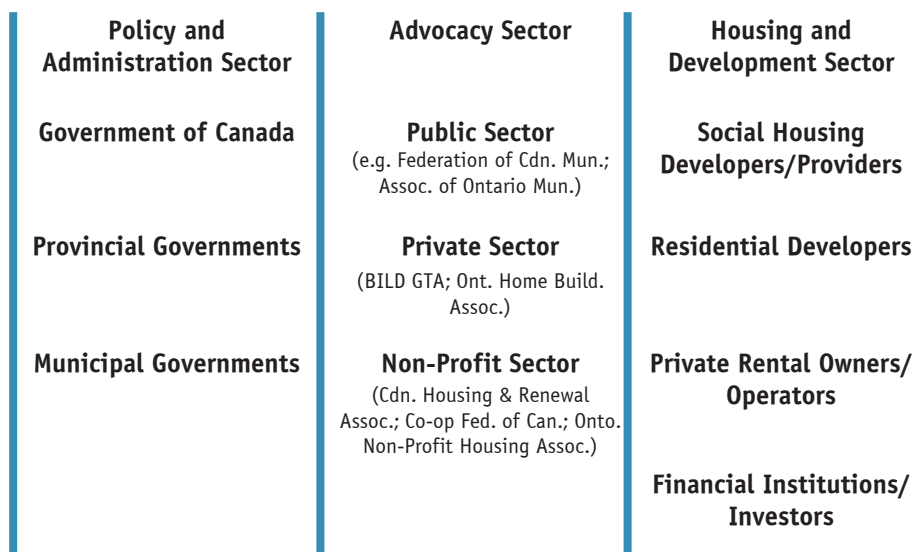 Policy and
Administration Sector
Government of Canada
Provincial Governments
Municipal Governments
Advocacy Sector
Public Sector
(e.g. Federation of Cdn. Mun.;
Assoc. of Ontario Mun.)
Private Sector
(BILD GTA; Ont. Home Build.
Assoc.)
Non-Profit Sector
(Cdn. Housing & Renewal
Assoc.; Co-op Fed. of Can.; Onto.
Non-Profit Housing Assoc.)
Housing and
Development Sector
Social Housing
Developers/Providers
Residential Developers
Private Rental Owners/
Operators
Financial Institutions/
Investors